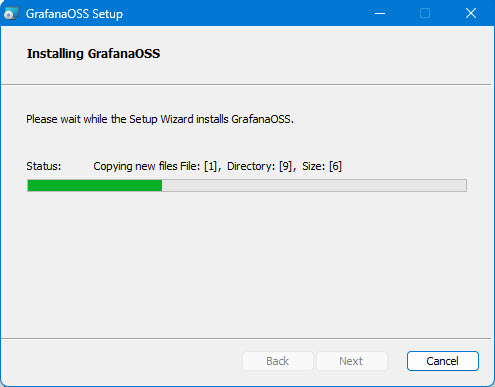 GrafanaOSS Setup
Installing GrafanaOSS
Please wait while the Setup Wizard installs GrafanaOSS.
Status: Copying new files File: [1], Directory: [9], Size: [6]
Back Next Cancel